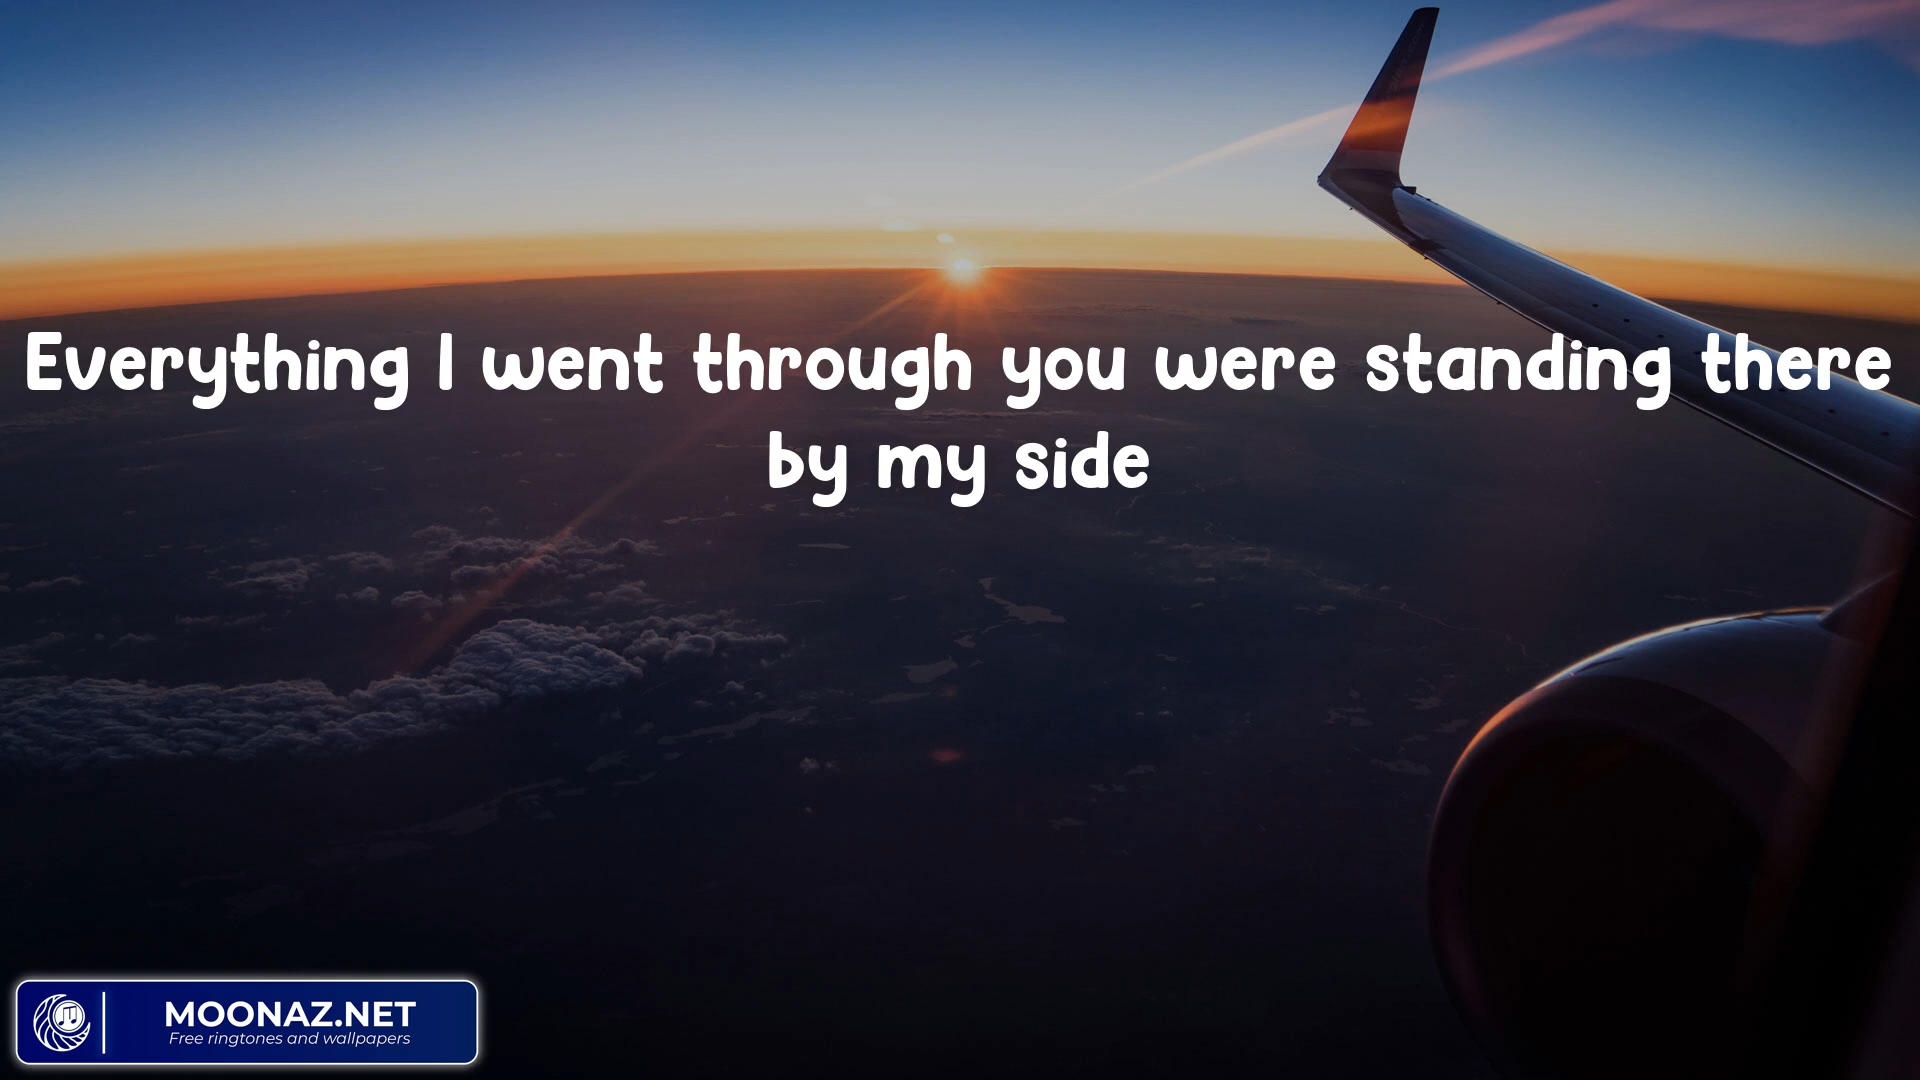 Everything I went through you were standing there
by my side
MOONAZ.NET
Free ringtones and wallpapers